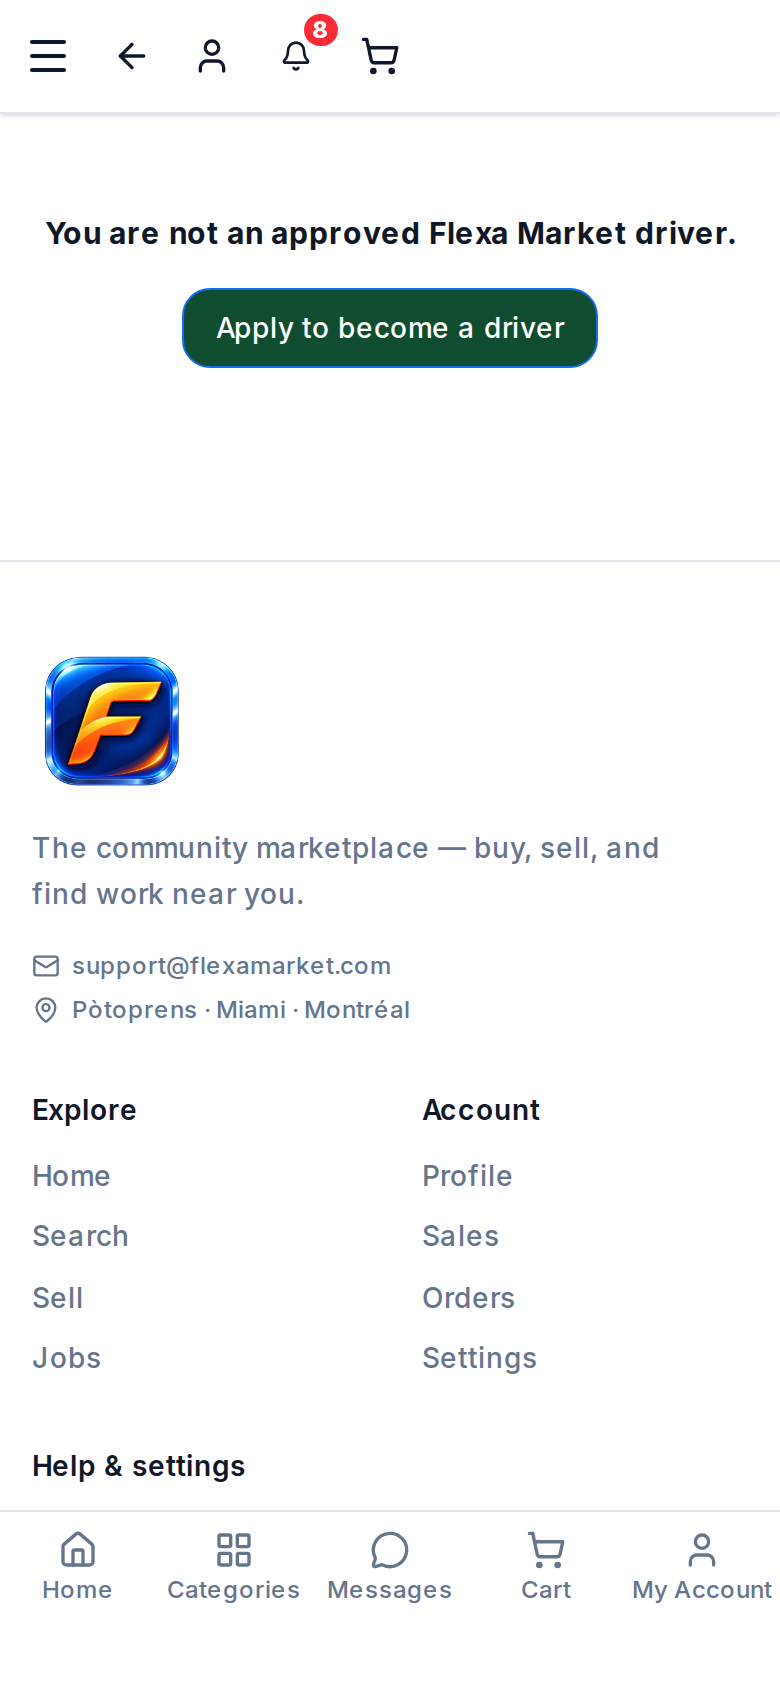 8
You are not an approved Flexa Market driver.
Apply to become a driver
F
The community marketplace — buy, sell, and
find work near you.
support@flexamarket.com
Pòtoprens · Miami · Montréal
Explore
Account
Home
Profile
Search
Sales
Sell
Orders
Jobs
Settings
Help & settings
Home
Categories
Messages
Cart
My Account